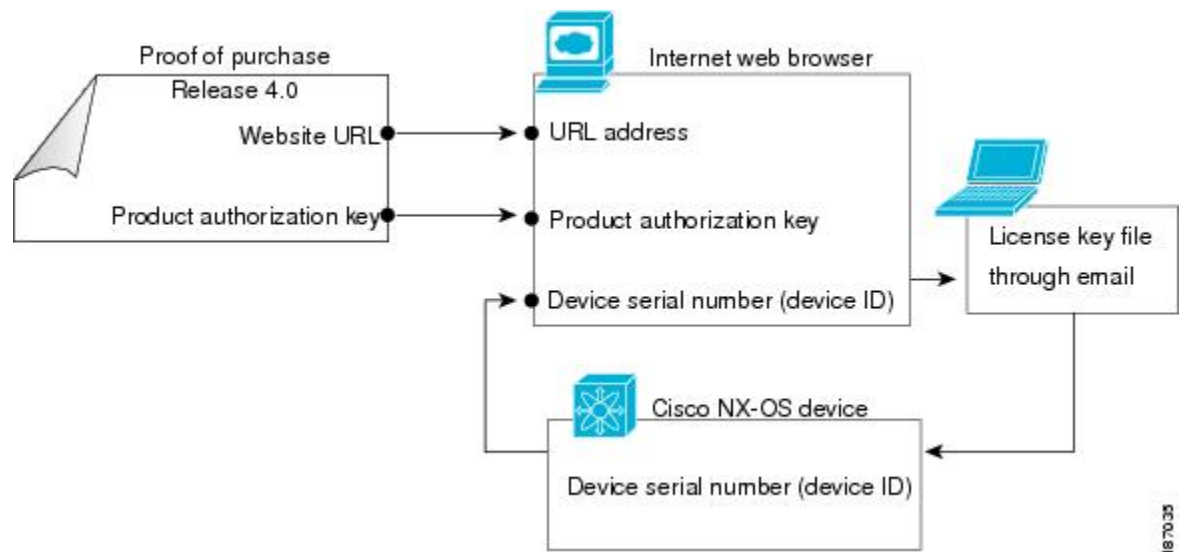 Proof of purchase
Release 4.0
Website URL
Product authorization key
Internet web browser
URL address
Product authorization key
Device serial number (device ID)
License key file
through email
Cisco NX-OS device
Device serial number (device ID)
187035